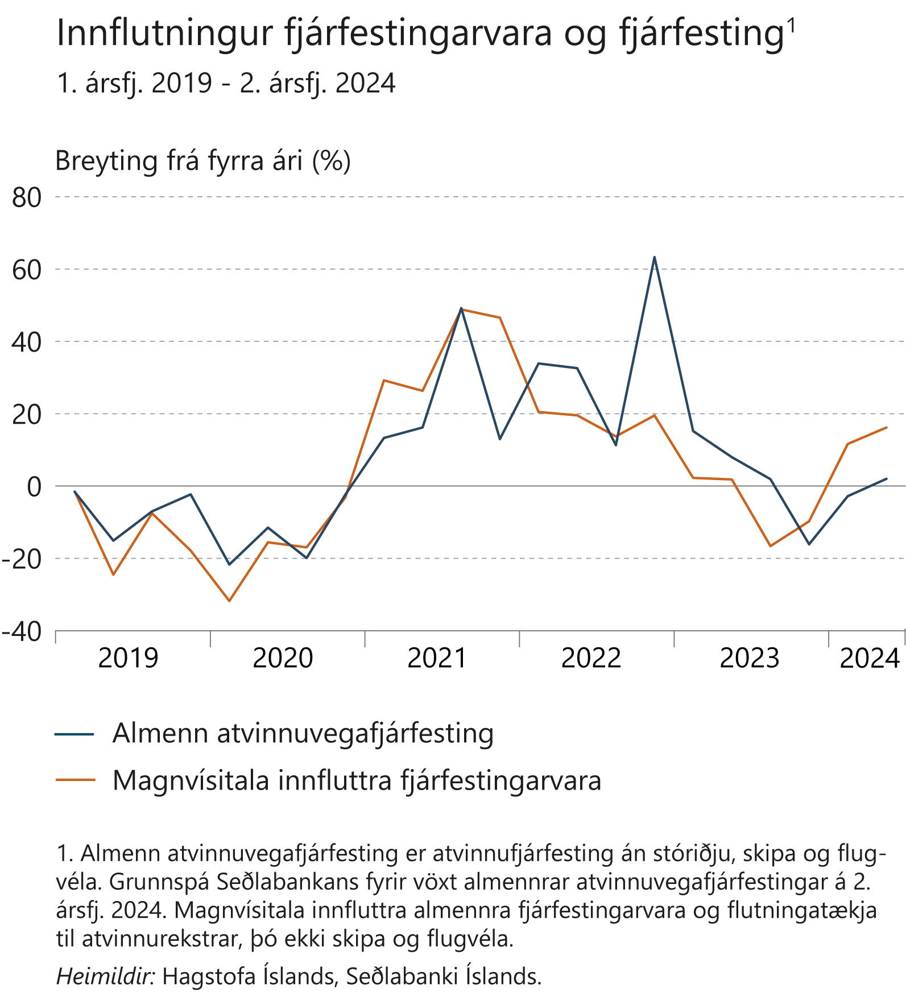 Innflutningur fjárfestingarvara og fjárfesting¹
1. ársfj. 2019 - 2. ársfj. 2024
Breyting frá fyrra ári (%)
80
60
40
20
0
-20
-40
2019 2020 2021 2022 2023 2024
Almenn atvinnuvegafjárfesting
Magnvísitala innfluttra fjárfestingarvara
1. Almenn atvinnuvegafjárfesting er atvinnufjárfesting án stóriðju, skipa og flug-
véla. Grunnspá Seðlabankans fyrir vöxt almennrar atvinnuvegafjárfestingar á 2.
ársfj. 2024. Magnvísitala innfluttra almennra fjárfestingarvara og flutningatækja
til atvinnurekstrar, þó ekki skipa og flugvéla.
Heimildir: Hagstofa Íslands, Seðlabanki Íslands.